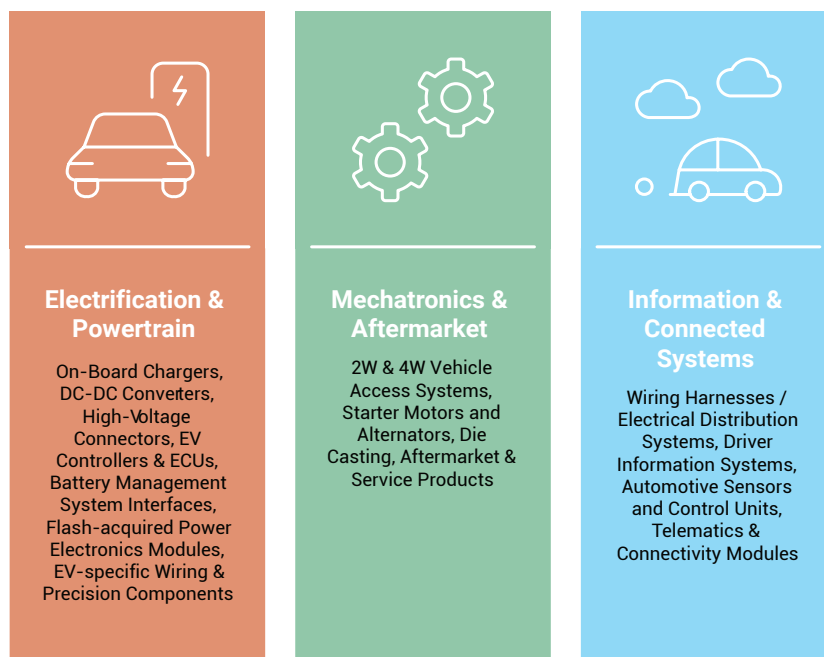 Electrification &
Powertrain
On-Board Chargers,
DC-DC Converters,
High-Voltage
Connectors, EV
Controllers & ECUs,
Battery Management
System Interfaces,
Flash-acquired Power
Electronics Modules,
EV-specific Wiring &
Precision Components
Mechatronics &
Aftermarket
2W & 4W Vehicle
Access Systems,
Starter Motors and
Alternators, Die
Casting, Aftermarket &
Service Products
Information &
Connected
Systems
Wiring Harnesses /
Electrical Distribution
Systems, Driver
Information Systems,
Automotive Sensors
and Control Units,
Telematics &
Connectivity Modules